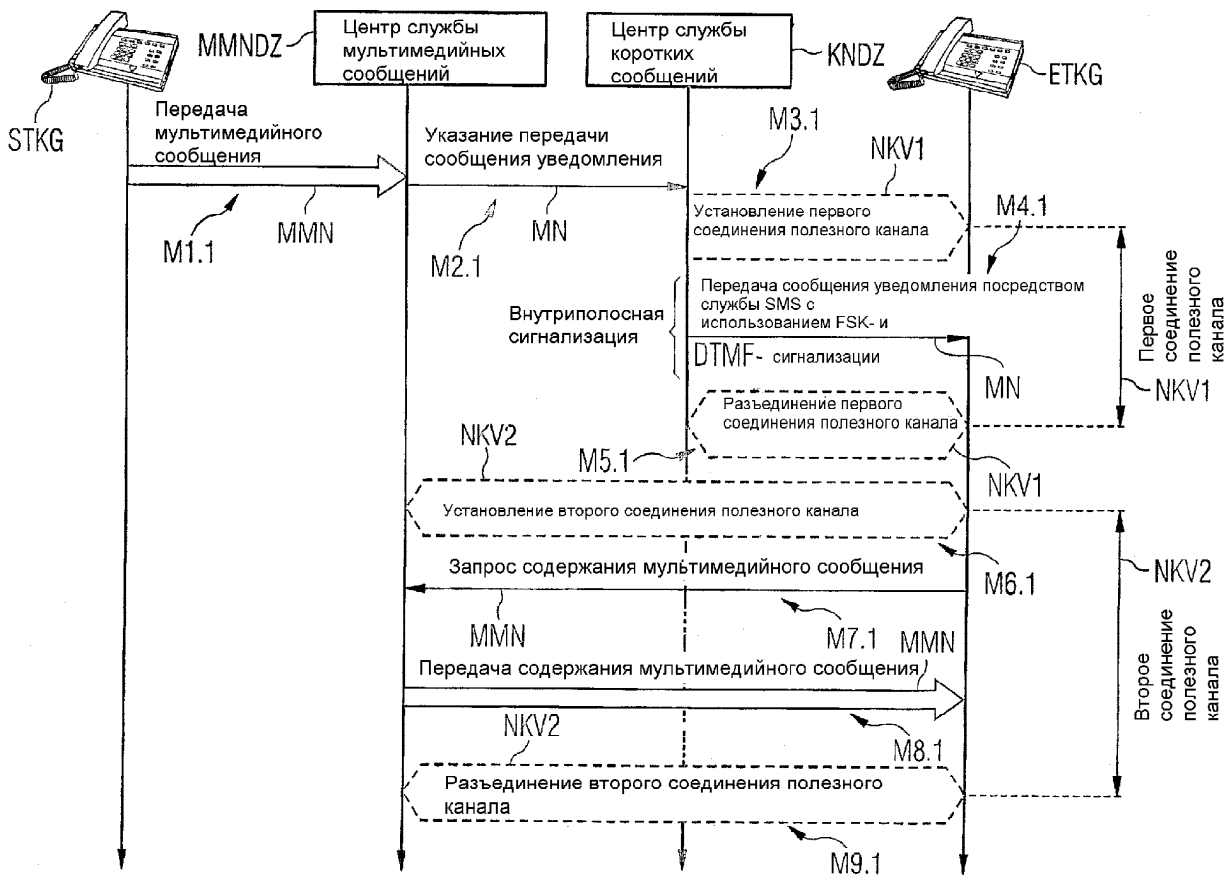 MMNDZ
Центр службы
мультимедийных
сообщений
Центр службы
коротких
сообщений
KNDZ
ETKG
STKG
Передача
мультимедийного
сообщения
Указание передачи
сообщения уведомления
M3.1
NKV1
M1.1
MMN
M2.1
MN
Установление первого
соединения полезного канала
M4.1
Внутриполосная
сигнализация
Передача сообщения уведомления посредством
службы SMS с
использованием FSK- и
DTMF- сигнализации
MN
Первое
соединение
полезного
канала
NKV1
Разъединение первого
соединения полезного канала
NKV2
M5.1
NKV1
Установление второго соединения полезного канала
Запрос содержания мультимедийного сообщения
M6.1
NKV2
MMN
M7.1
MMN
Передача содержания мультимедийного сообщения
Второе
соединение
полезного
канала
NKV2
M8.1
Разъединение второго соединения полезного
канала
M9.1